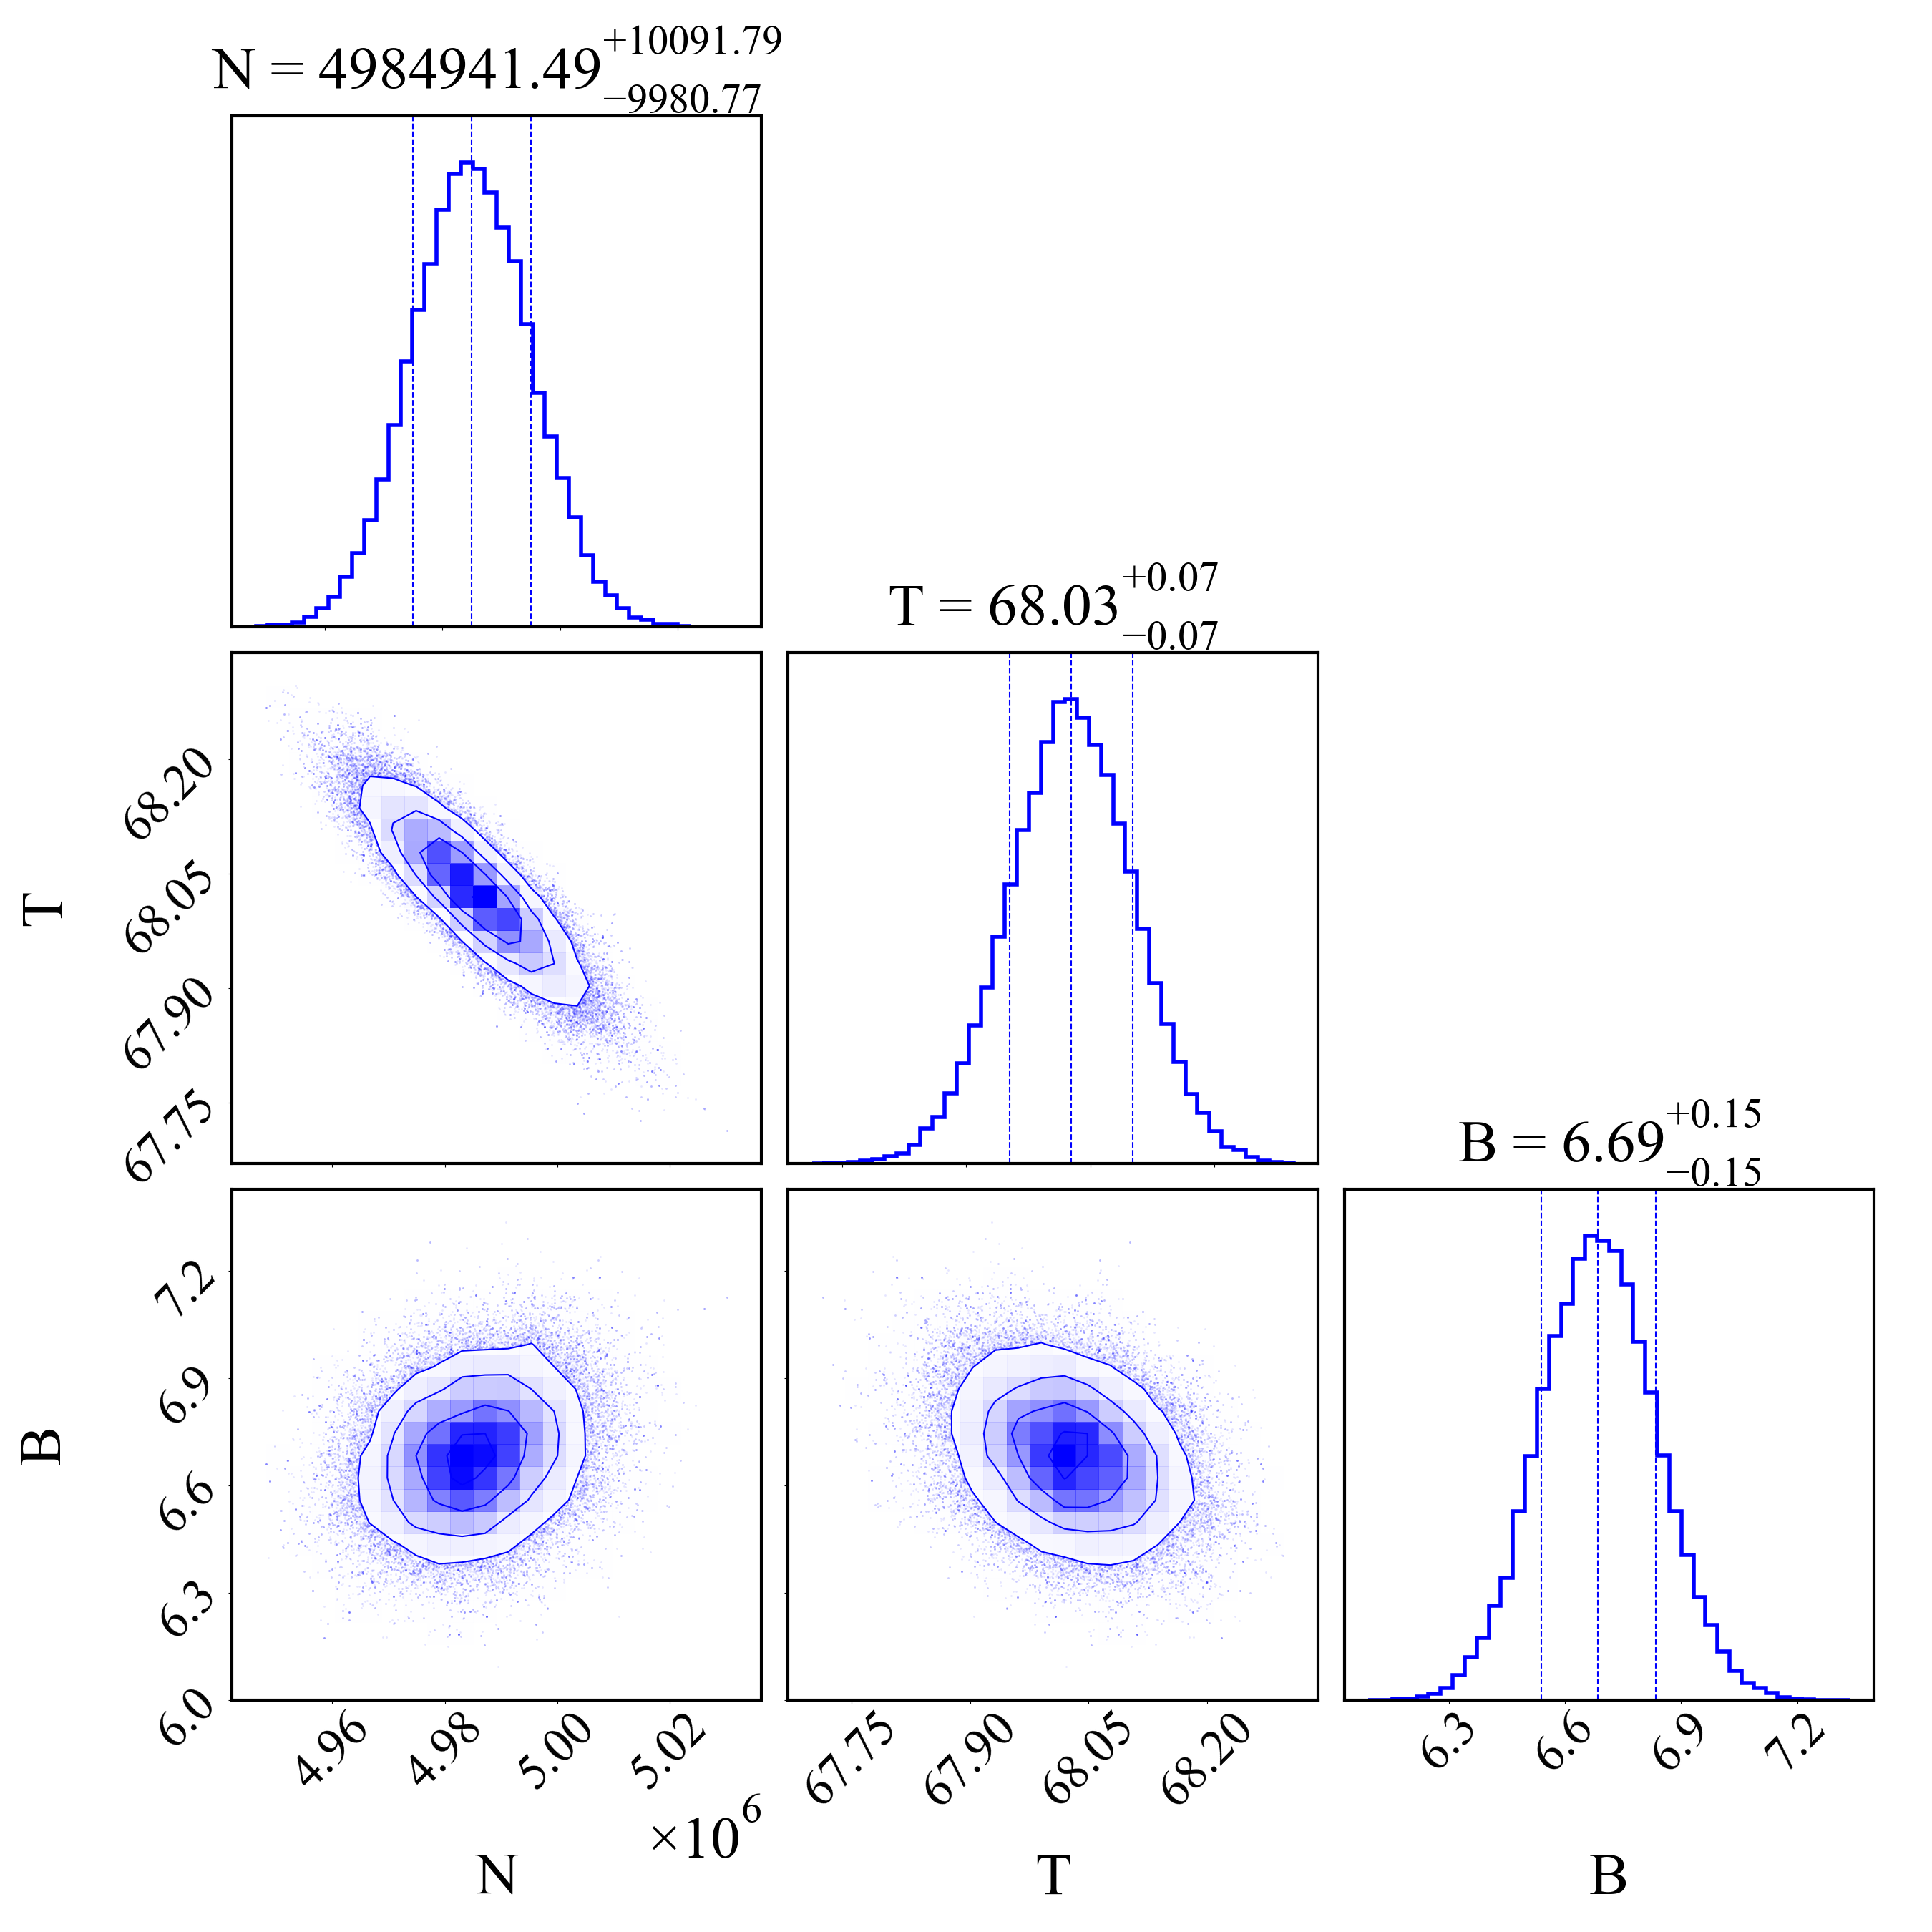 N = 4984941.49 +10091.79 −9980.77
T = 68.03 +0.07 −0.07
T
68.20
68.05
67.90
67.75
B = 6.69 +0.15 −0.15
B
7.2
6.9
6.6
6.3
6.0
4.96 4.98 5.00 5.02
×10⁶
N
67.75 67.90 68.05 68.20
T
6.3 6.6 6.9 7.2
B